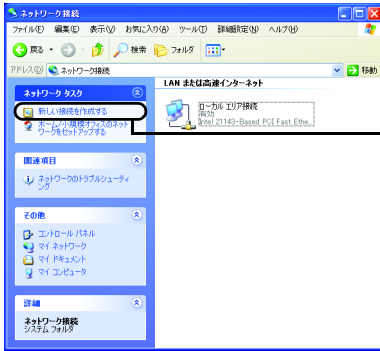 ネットワーク接続
ファイル(F) 編集(E) 表示(V) お気に入り(A) ツール(T) 詳細設定(N) ヘルプ(H)
戻る 検索 フォルダ
アドレス(D) ネットワーク接続 移動
ネットワーク タスク
新しい接続を作成する
ホーム/小規模オフィスのネット
ワークをセットアップする
関連項目
ネットワークのトラブルシューティ
ング
その他
コントロール パネル
マイ ネットワーク
マイ ドキュメント
マイ コンピュータ
詳細
ネットワーク接続
システム フォルダ
LAN または高速インターネット
ローカル エリア接続
有効
Intel 21143-Based PCI Fast Ethe...